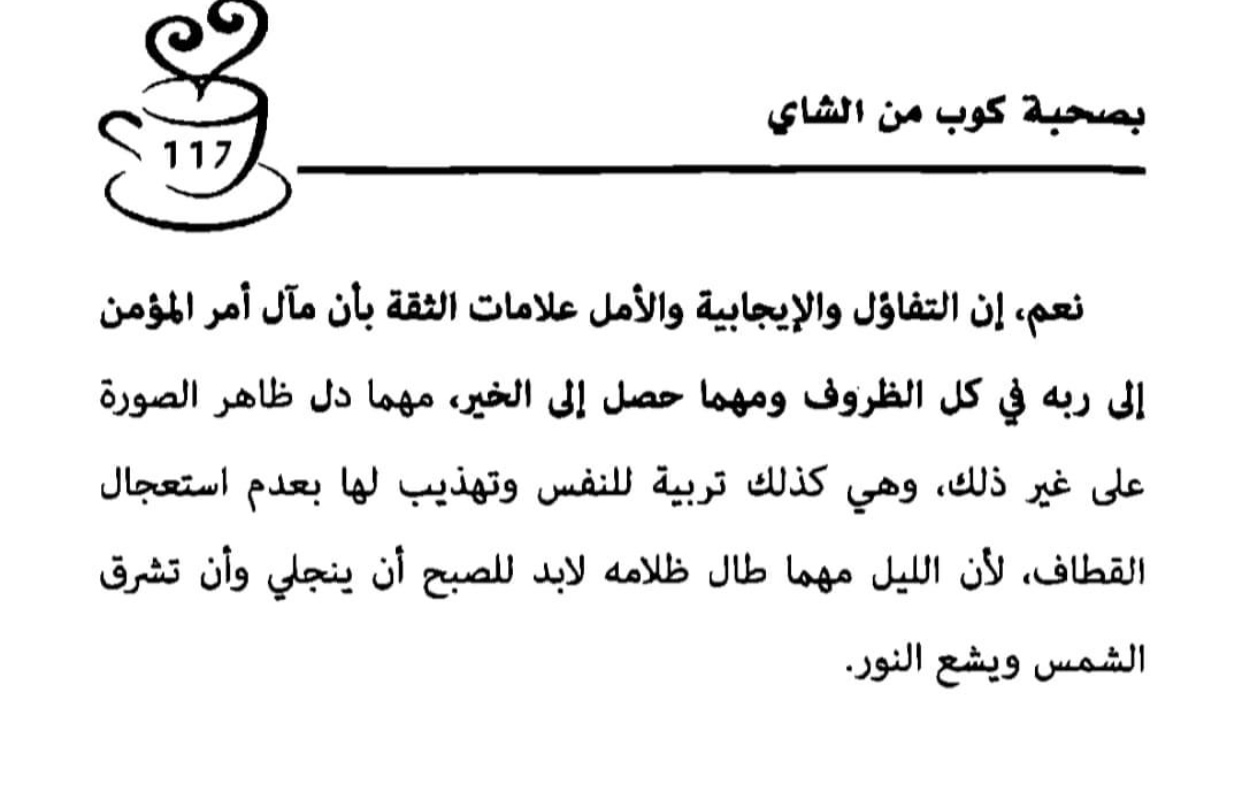 بصحبة كوب من الشاي
117
نعم، إن التفاؤل والإيجابية والأمل علامات الثقة بأن مآل أمر المؤمن
إلى ربه في كل الظروف ومهما حصل إلى الخير، مهما دل ظاهر الصورة
على غير ذلك، وهي كذلك تربية للنفس وتهذيب لها بعدم استعجال
القطاف، لأن الليل مهما طال ظلامه لابد للصبح أن ينجلي وأن تشرق
الشمس ويشع النور.